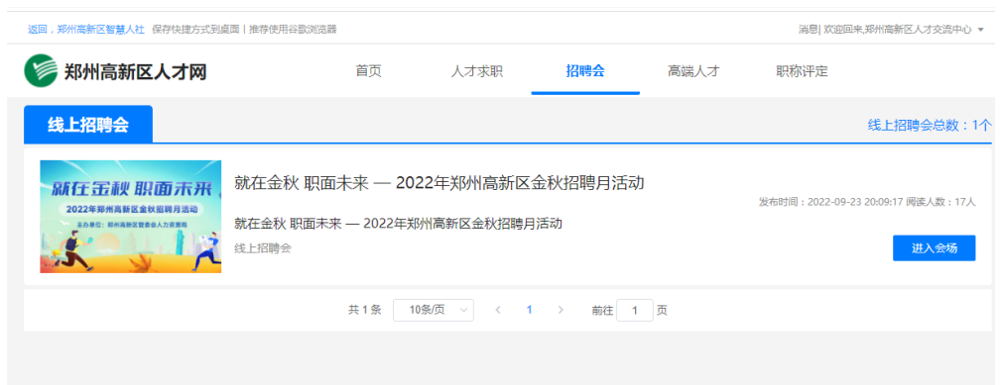 返回，郑州高新区智慧人社 保存快捷方式到桌面 | 推荐使用谷歌浏览器 消息| 欢迎回来,郑州高新区人才交流中心
郑州高新区人才网 首页 人才求职 招聘会 高端人才 职称评定
线上招聘会 线上招聘会总数：1个
就在金秋 职面未来
2022年郑州高新区金秋招聘月活动
主办单位：郑州高新区管委会人力资源局
就在金秋 职面未来 — 2022年郑州高新区金秋招聘月活动
发布时间：2022-09-23 20:09:17 阅读人数：17人
就在金秋 职面未来 — 2022年郑州高新区金秋招聘月活动
线上招聘会
进入会场
共 1 条 10条/页 < 1 > 前往 1 页